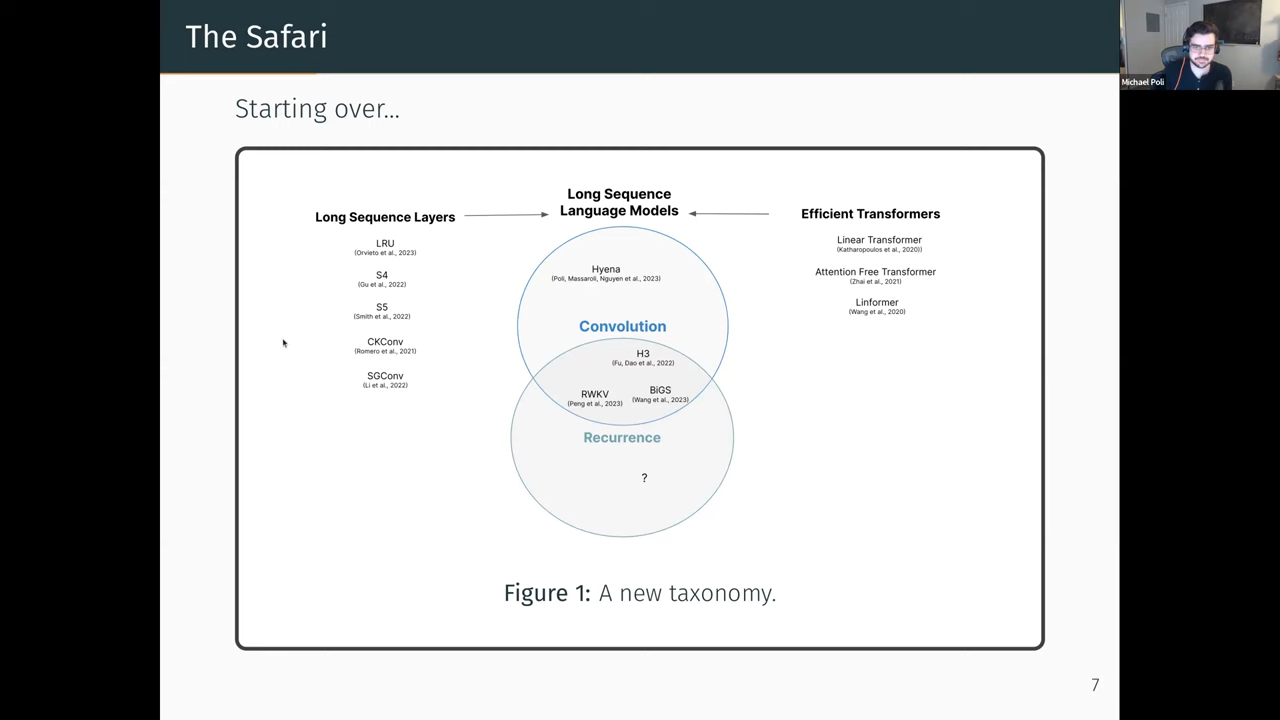 The Safari
Michael Poli
Starting over...
Long Sequence Layers
LRU
(Orvieto et al., 2023)
S4
(Gu et al., 2022)
S5
(Smith et al., 2022)
CKConv
(Romero et al., 2021)
SGConv
(Li et al., 2022)
Long Sequence
Language Models
Hyena
(Poli, Massaroli, Nguyen et al., 2023)
Convolution
H3
(Fu, Dao et al., 2022)
RWKV
(Peng et al., 2023)
BiGS
(Wang et al., 2023)
Recurrence
?
Efficient Transformers
Linear Transformer
(Katharopoulos et al., 2020))
Attention Free Transformer
(Zhai et al., 2021)
Linformer
(Wang et al., 2020)
Figure 1: A new taxonomy.
7